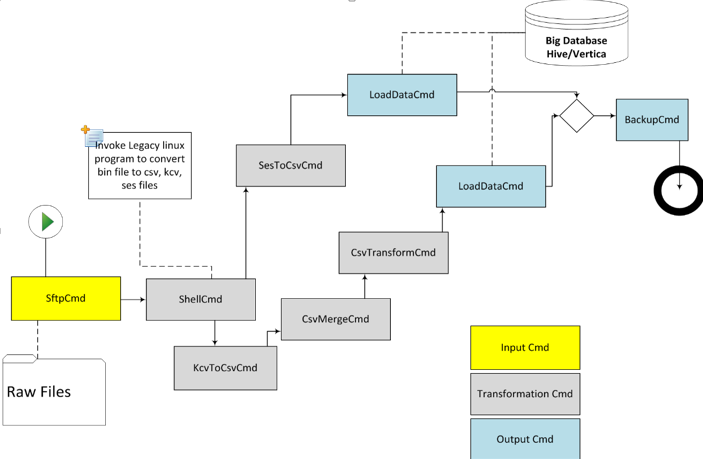 Big Database
Hive/Vertica
LoadDataCmd
BackupCmd
Invoke Legacy linux
program to convert
bin file to csv, kcv,
ses files
SesToCsvCmd
LoadDataCmd
CsvTransformCmd
SftpCmd
ShellCmd
CsvMergeCmd
KcvToCsvCmd
Raw Files
Input Cmd
Transformation Cmd
Output Cmd